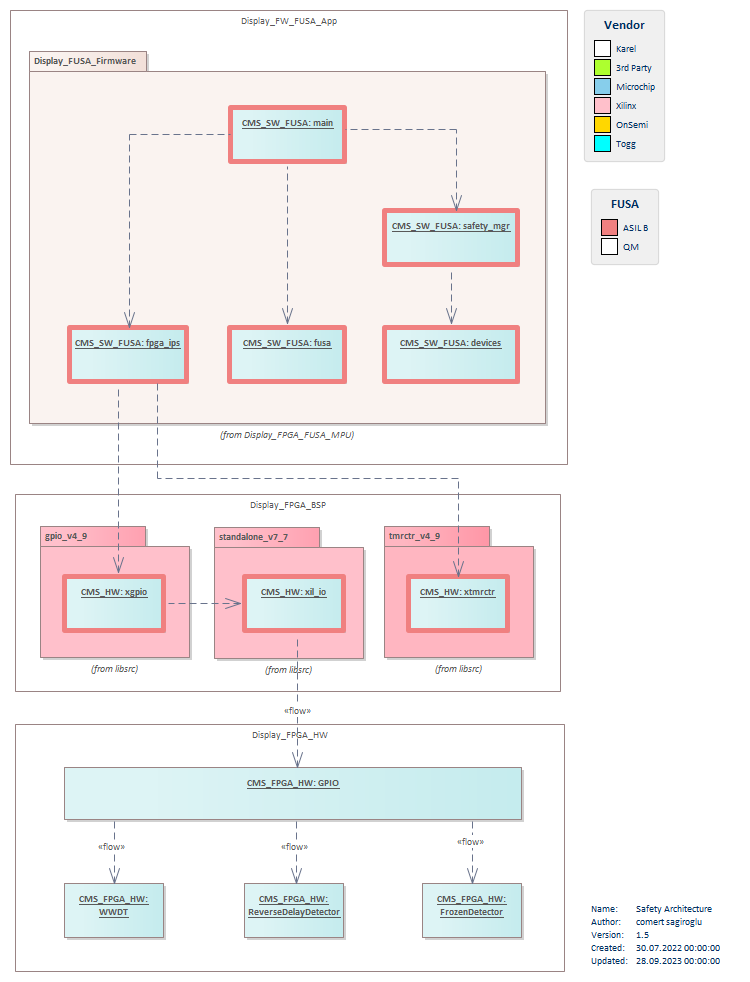 Display_FW_FUSA_App
Display_FUSA_Firmware
CMS_SW_FUSA: main
CMS_SW_FUSA: safety_mgr
CMS_SW_FUSA: fpga_ips
CMS_SW_FUSA: fusa
CMS_SW_FUSA: devices
(from Display_FPGA_FUSA_MPU)
Display_FPGA_BSP
gpio_v4_9
standalone_v7_7
tmrctr_v4_9
CMS_HW: xgpio
CMS_HW: xil_io
CMS_HW: xtmrctr
(from libsrc)
(from libsrc)
(from libsrc)
«flow»
Display_FPGA_HW
CMS_FPGA_HW: GPIO
«flow»
«flow»
«flow»
CMS_FPGA_HW:
WWDT
CMS_FPGA_HW:
ReverseDelayDetector
CMS_FPGA_HW:
FrozenDetector
Vendor
Karel
3rd Party
Microchip
Xilinx
OnSemi
Togg
FUSA
ASIL B
QM
Name: Safety Architecture
Author: comert sagiroglu
Version: 1.5
Created: 30.07.2022 00:00:00
Updated: 28.09.2023 00:00:00